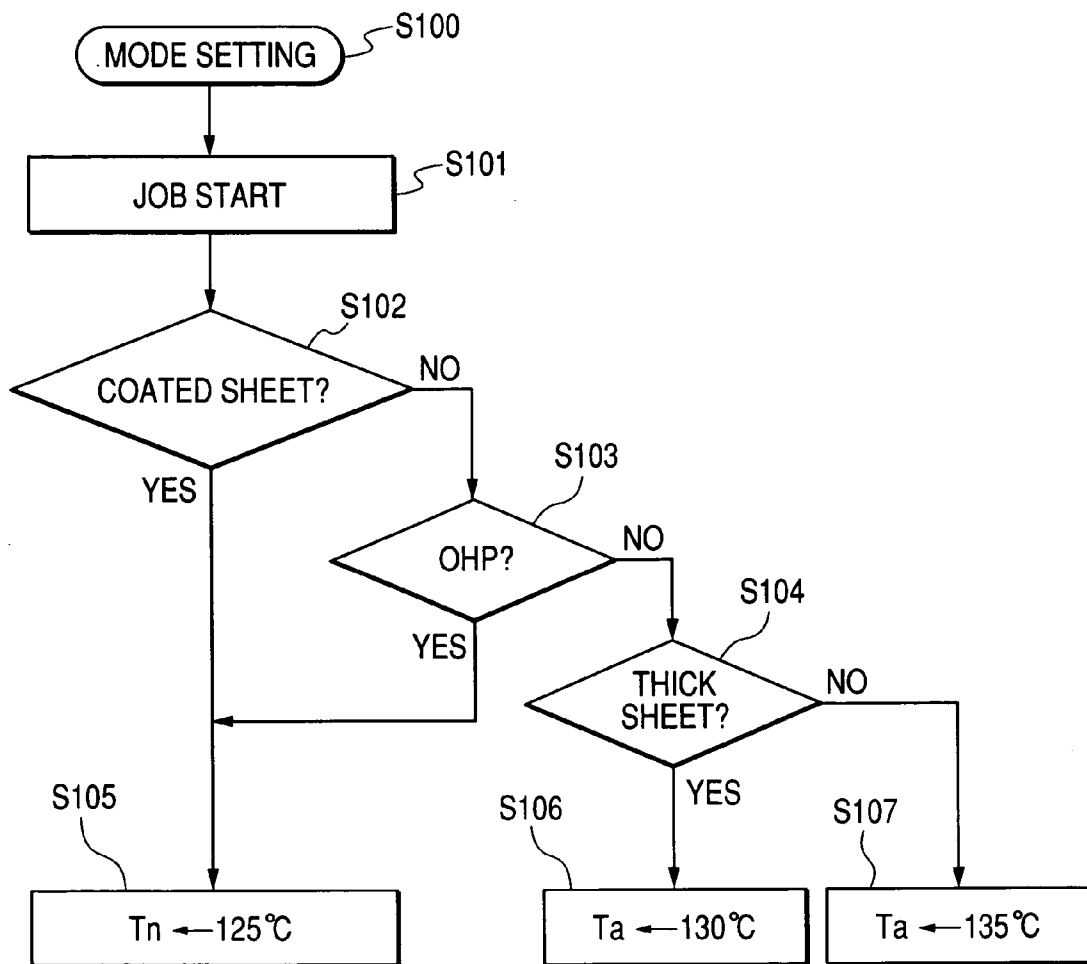 MODE SETTING
S100
JOB START
S101
S102
COATED SHEET?
NO
YES
S103
OHP?
NO
YES
S104
THICK
SHEET?
NO
YES
S105
Tn ←125℃
S106
Ta ←130℃
S107
Ta ←135℃